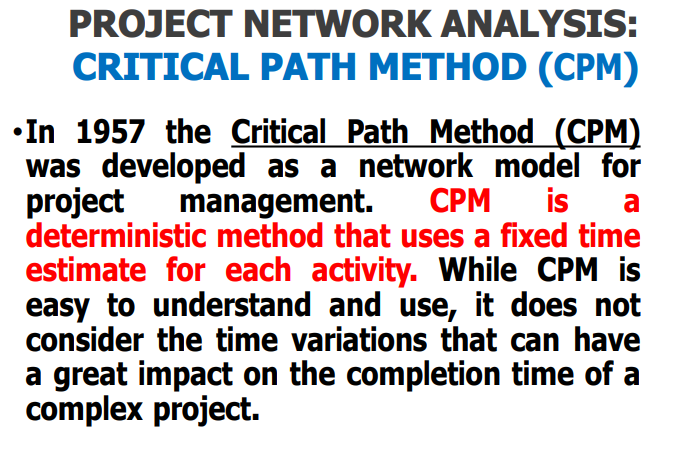 PROJECT NETWORK ANALYSIS:
CRITICAL PATH METHOD (CPM)
•In 1957 the Critical Path Method (CPM)
was developed as a network model for
project management. CPM is a
deterministic method that uses a fixed time
estimate for each activity. While CPM is
easy to understand and use, it does not
consider the time variations that can have
a great impact on the completion time of a
complex project.